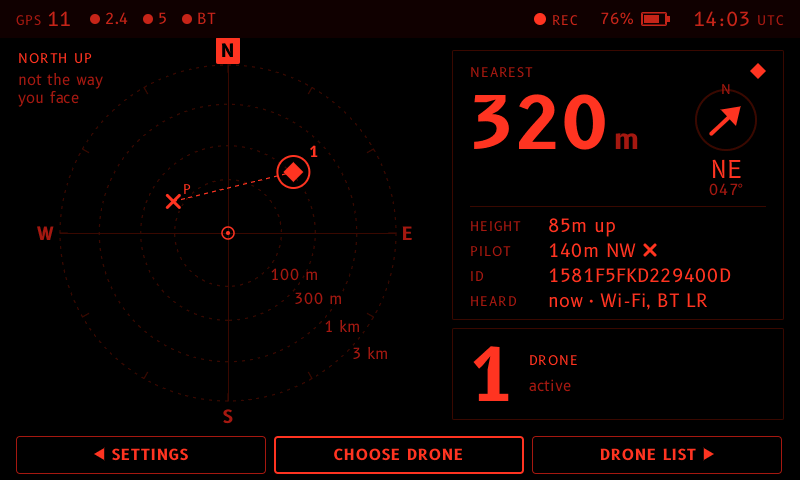 GPS 11 2.4 5 BT REC 76% 14:03 UTC
NORTH UP
not the way
you face
N
W
E
S
P
1
100 m
300 m
1 km
3 km
NEAREST
320 m
N
NE
047°
HEIGHT 85m up
PILOT 140m NW
ID 1581F5FKD229400D
HEARD now · Wi-Fi, BT LR
1 DRONE
active
SETTINGS
CHOOSE DRONE
DRONE LIST